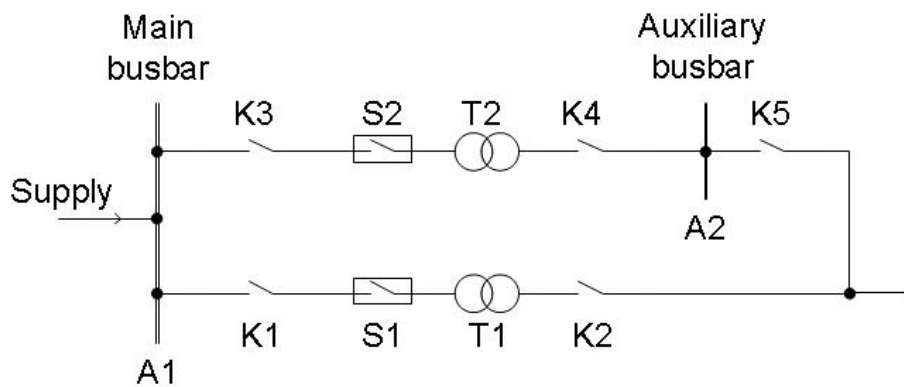 Main
busbar
Auxiliary
busbar
K3
S2
T2
K4
K5
Supply
A2
K1
S1
T1
K2
A1